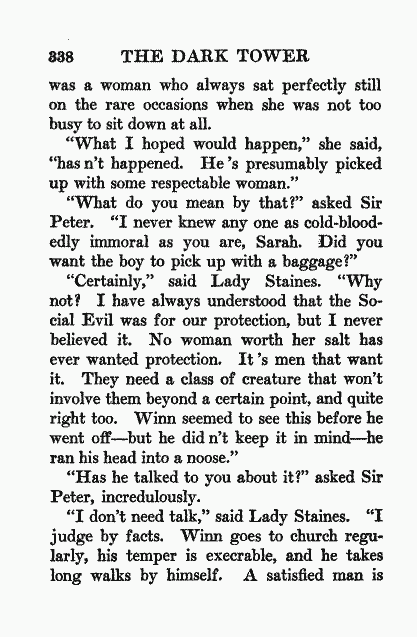 338 THE DARK TOWER
was a woman who always sat perfectly still
on the rare occasions when she was not too
busy to sit down at all.
“What I hoped would happen,” she said,
“has n’t happened. He ’s presumably picked
up with some respectable woman.”
“What do you mean by that?” asked Sir
Peter. “I never knew any one as cold-blood-
edly immoral as you are, Sarah. Did you
want the boy to pick up with a baggage?”
“Certainly,” said Lady Staines. “Why
not? I have always understood that the So-
cial Evil was for our protection, but I never
believed it. No woman worth her salt has
ever wanted protection. It ’s men that want
it. They need a class of creature that won’t
involve them beyond a certain point, and quite
right too. Winn seemed to see this before he
went off—but he did n’t keep it in mind—he
ran his head into a noose.”
“Has he talked to you about it?” asked Sir
Peter, incredulously.
“I don’t need talk,” said Lady Staines. “I
judge by facts. Winn goes to church regu-
larly, his temper is execrable, and he takes
long walks by himself. A satisfied man is